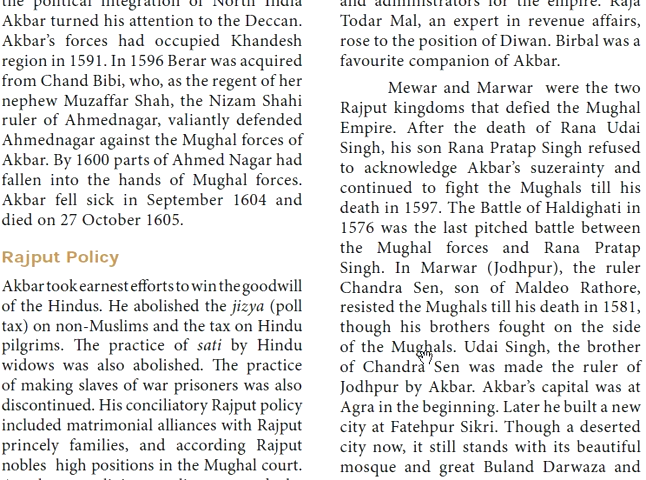 the political integration of North India
Akbar turned his attention to the Deccan.
Akbar's forces had occupied Khandesh
region in 1591. In 1596 Berar was acquired
from Chand Bibi, who, as the regent of her
nephew Muzaffar Shah, the Nizam Shahi
ruler of Ahmednagar, valiantly defended
Ahmednagar against the Mughal forces of
Akbar. By 1600 parts of Ahmed Nagar had
fallen into the hands of Mughal forces.
Akbar fell sick in September 1604 and
died on 27 October 1605.
Rajput Policy
Akbar took earnest efforts to win the goodwill
of the Hindus. He abolished the jizya (poll
tax) on non-Muslims and the tax on Hindu
pilgrims. The practice of sati by Hindu
widows was also abolished. The practice
of making slaves of war prisoners was also
discontinued. His conciliatory Rajput policy
included matrimonial alliances with Rajput
princely families, and according Rajput
nobles high positions in the Mughal court.
and administrators for the empire. Raja
Todar Mal, an expert in revenue affairs,
rose to the position of Diwan. Birbal was a
favourite companion of Akbar.
Mewar and Marwar were the two
Rajput kingdoms that defied the Mughal
Empire. After the death of Rana Udai
Singh, his son Rana Pratap Singh refused
to acknowledge Akbar's suzerainty and
continued to fight the Mughals till his
death in 1597. The Battle of Haldighati in
1576 was the last pitched battle between
the Mughal forces and Rana Pratap
Singh. In Marwar (Jodhpur), the ruler
Chandra Sen, son of Maldeo Rathore,
resisted the Mughals till his death in 1581,
though his brothers fought on the side
of the Mughals. Udai Singh, the brother
of Chandra Sen was made the ruler of
Jodhpur by Akbar. Akbar's capital was at
Agra in the beginning. Later he built a new
city at Fatehpur Sikri. Though a deserted
city now, it still stands with its beautiful
mosque and great Buland Darwaza and